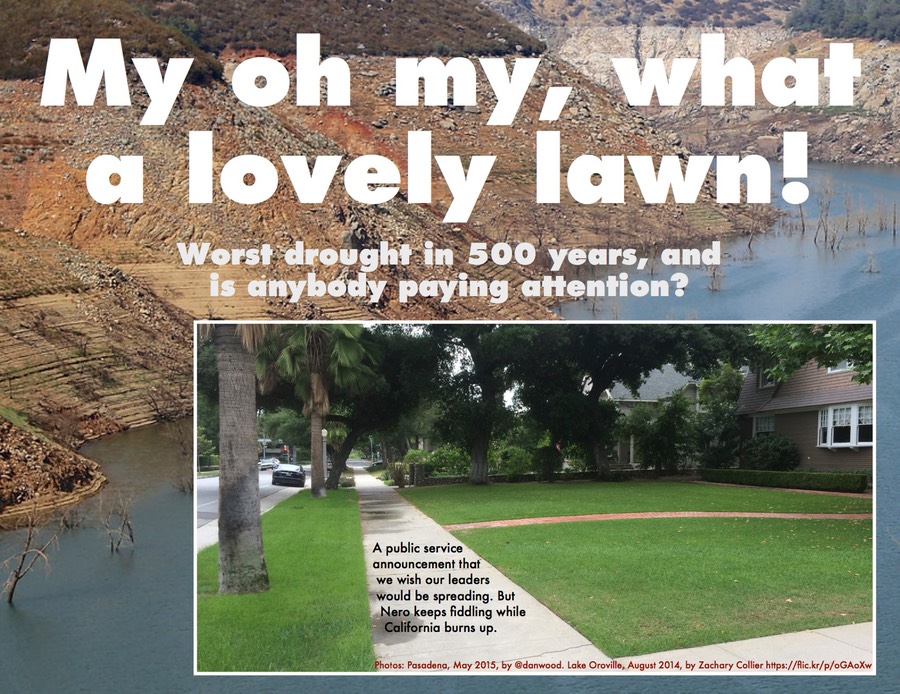 My oh my, what
a lovely lawn!
Worst drought in 500 years, and
is anybody paying attention?
A public service
announcement that
we wish our leaders
would be spreading. But
Nero keeps fiddling while
California burns up.
Photos: Pasadena, May 2015, by @danwood. Lake Oroville, August 2014, by Zachary Collier https://flic.kr/p/oGAoXw